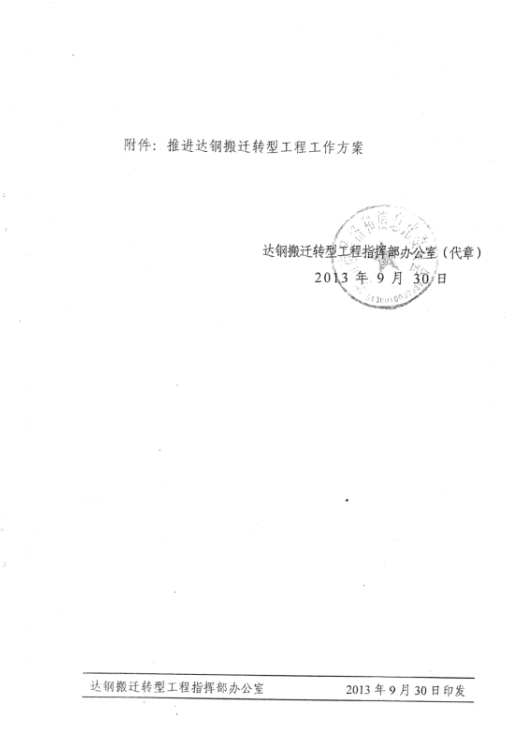 附件：推进达钢搬迁转型工程工作方案
达钢搬迁转型工程指挥部办公室（代章）
2013 年 9 月 30 日
达钢搬迁转型工程指挥部办公室 2013 年 9 月 30 日印发